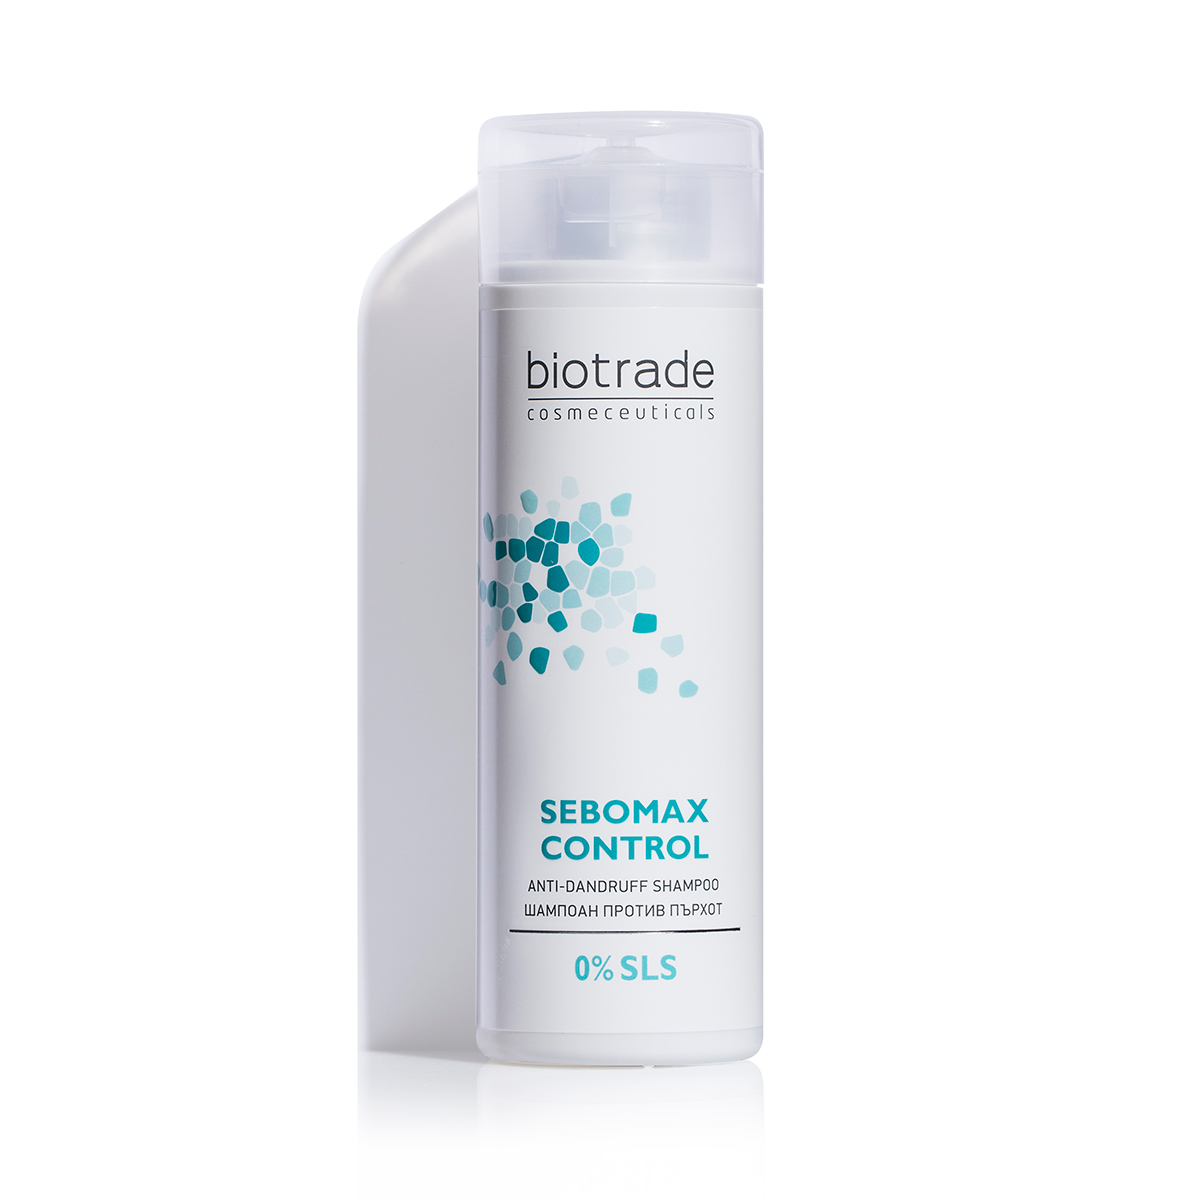 biotrade
cosmeceuticals
SEBOMAX
CONTROL
ANTI-DANDRUFF SHAMPOO
ШАМПОАН ПРОТИВ ПЪРХОТ
0% SLS